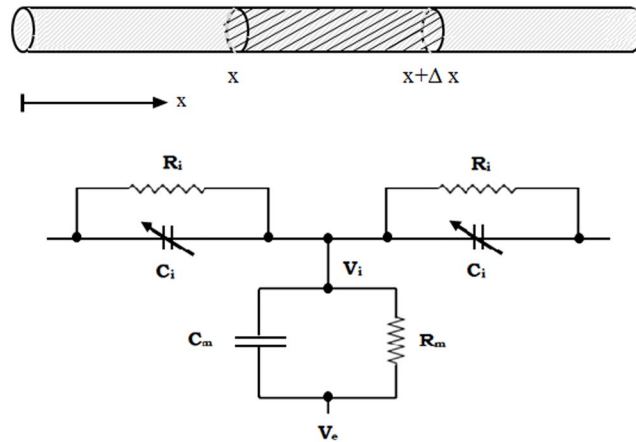 x x+Δ x
x
Rᵢ Rᵢ
Cᵢ Vᵢ Cᵢ
Cₘ Rₘ
Vₑ